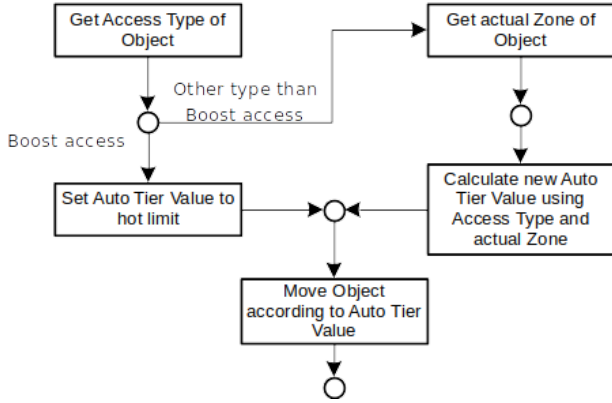 Get Access Type of
Object
Get actual Zone of
Object
Other type than
Boost access
Boost access
Set Auto Tier Value to
hot limit
Calculate new Auto
Tier Value using
Access Type and
actual Zone
Move Object
according to Auto Tier
Value